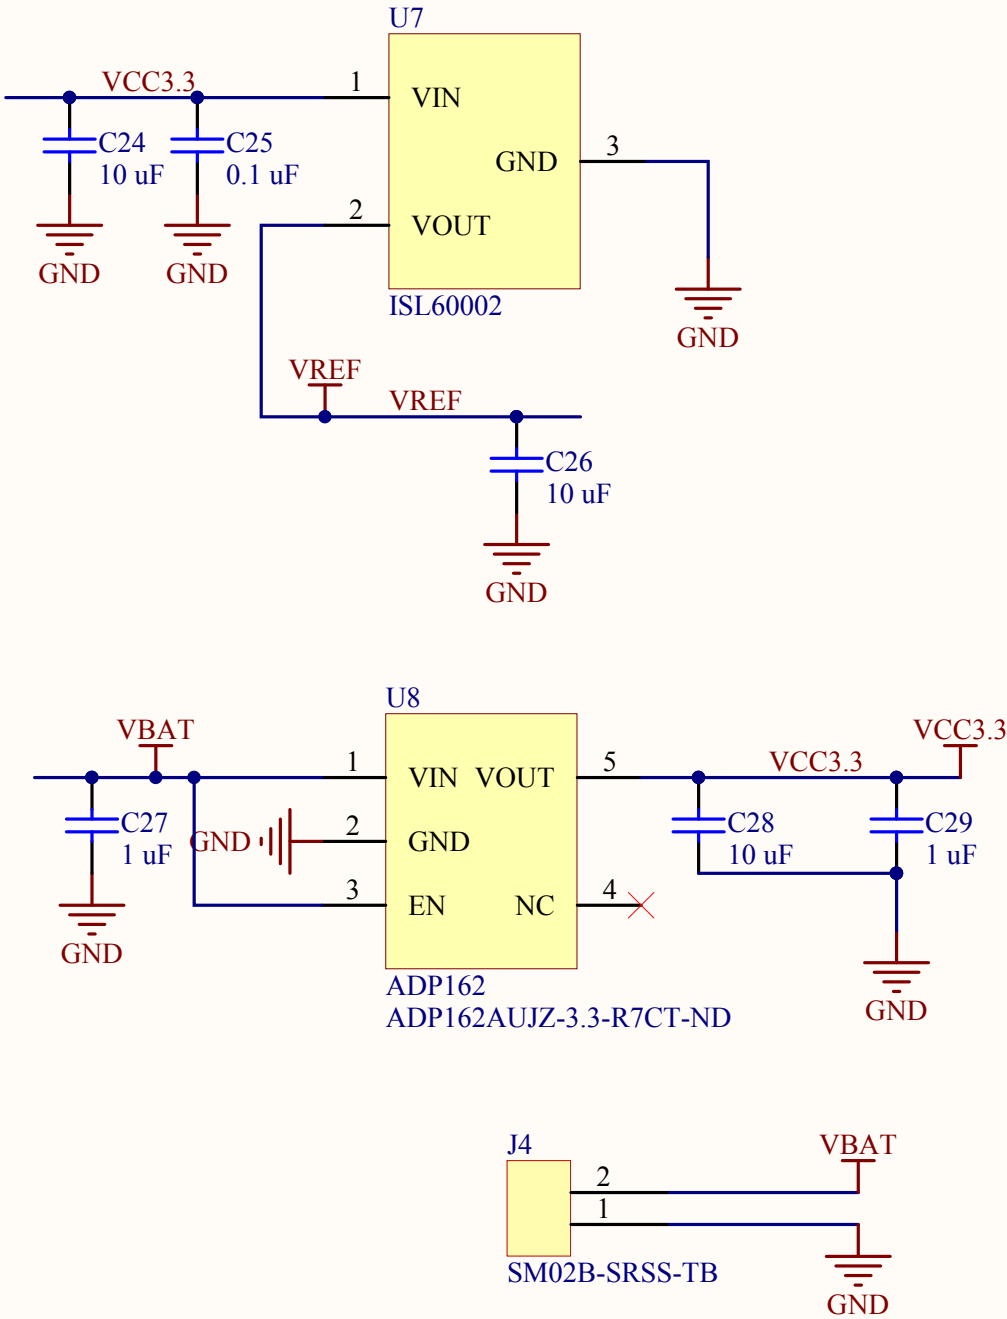 U7
VCC3.3
1
VIN
C24
10 uF
C25
0.1 uF
GND
3
2
VOUT
GND
GND
GND
ISL60002
VREF
VREF
C26
10 uF
GND
U8
VBAT
VCC3.3
1
VIN
VOUT
5
VCC3.3
C27
1 uF
GND
2
GND
C28
10 uF
C29
1 uF
3
EN
NC
4
GND
ADP162
ADP162AUJZ-3.3-R7CT-ND
GND
J4
VBAT
2
1
SM02B-SRSS-TB
GND